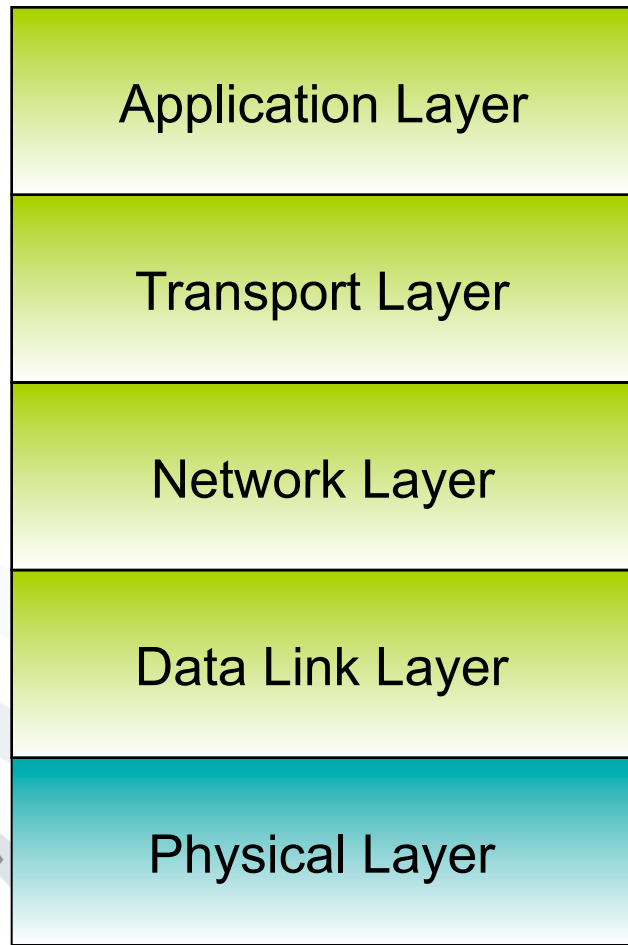 Application Layer
Transport Layer
Network Layer
Data Link Layer
Physical Layer